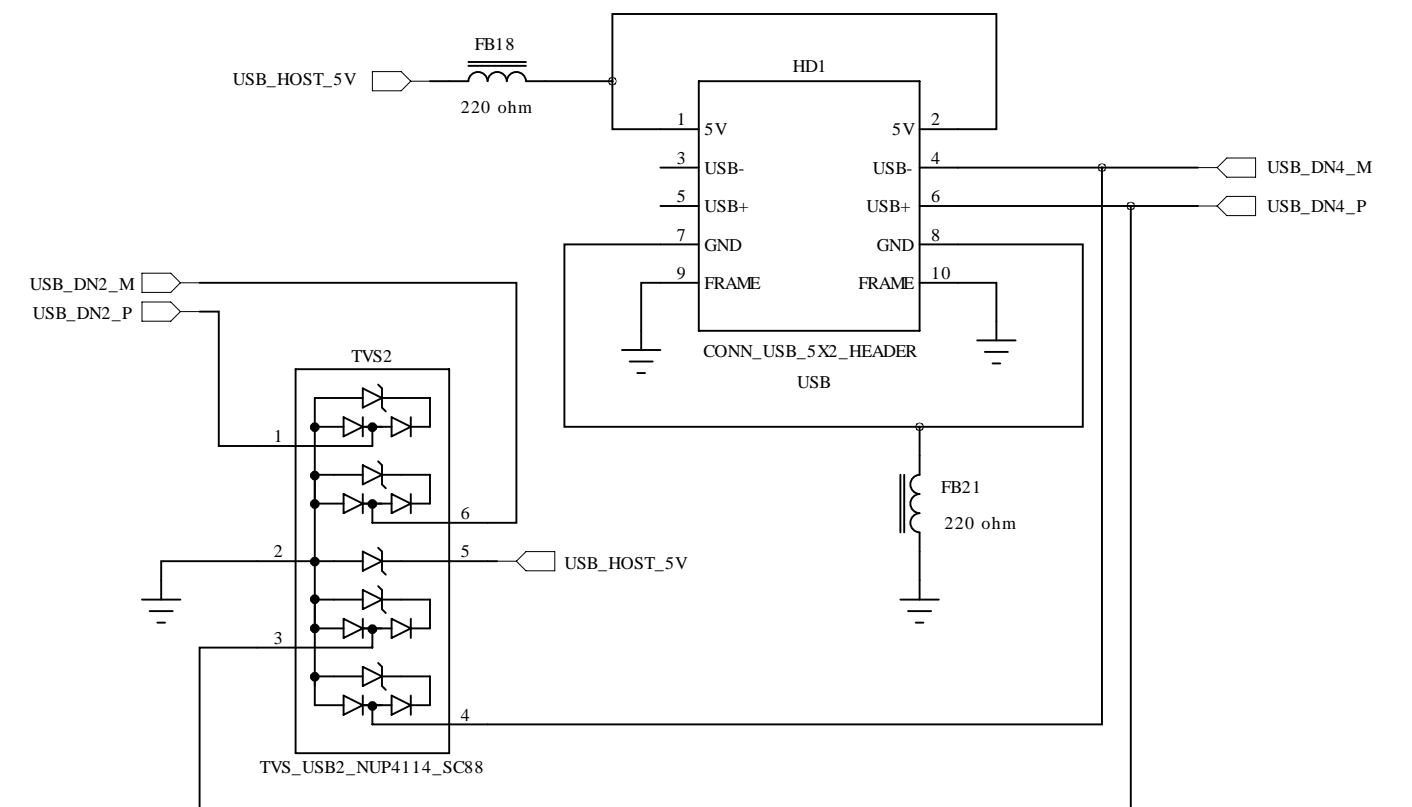 FB18
USB_HOST_5V
220 ohm
HD1
1 5V 5V 2
3 USB- USB- 4
5 USB+ USB+ 6
7 GND GND 8
9 FRAME FRAME 10
USB_DN4_M
USB_DN4_P
CONN_USB_5X2_HEADER
USB
USB_DN2_M
USB_DN2_P
TVS2
1
6
2
5
USB_HOST_5V
3
4
TVS_USB2_NUP4114_SC88
FB21
220 ohm